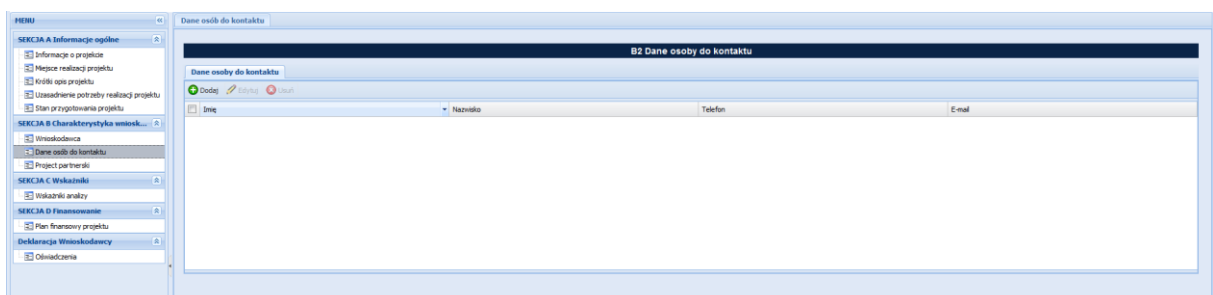 MENU
SEKCJA A Informacje ogólne
Informacje o projekcie
Miejsce realizacji projektu
Krótki opis projektu
Uzasadnienie potrzeby realizacji projektu
Stan przygotowania projektu
SEKCJA B Charakterystyka wniosk...
Wnioskodawca
Dane osób do kontaktu
Project partnerski
SEKCJA C Wskaźniki
Wskaźniki analizy
SEKCJA D Finansowanie
Plan finansowy projektu
Deklaracja Wnioskodawcy
Oświadczenia
Dane osób do kontaktu
B2 Dane osoby do kontaktu
Dane osoby do kontaktu
Dodaj Edytuj Usuń
Imię Nazwisko Telefon E-mail